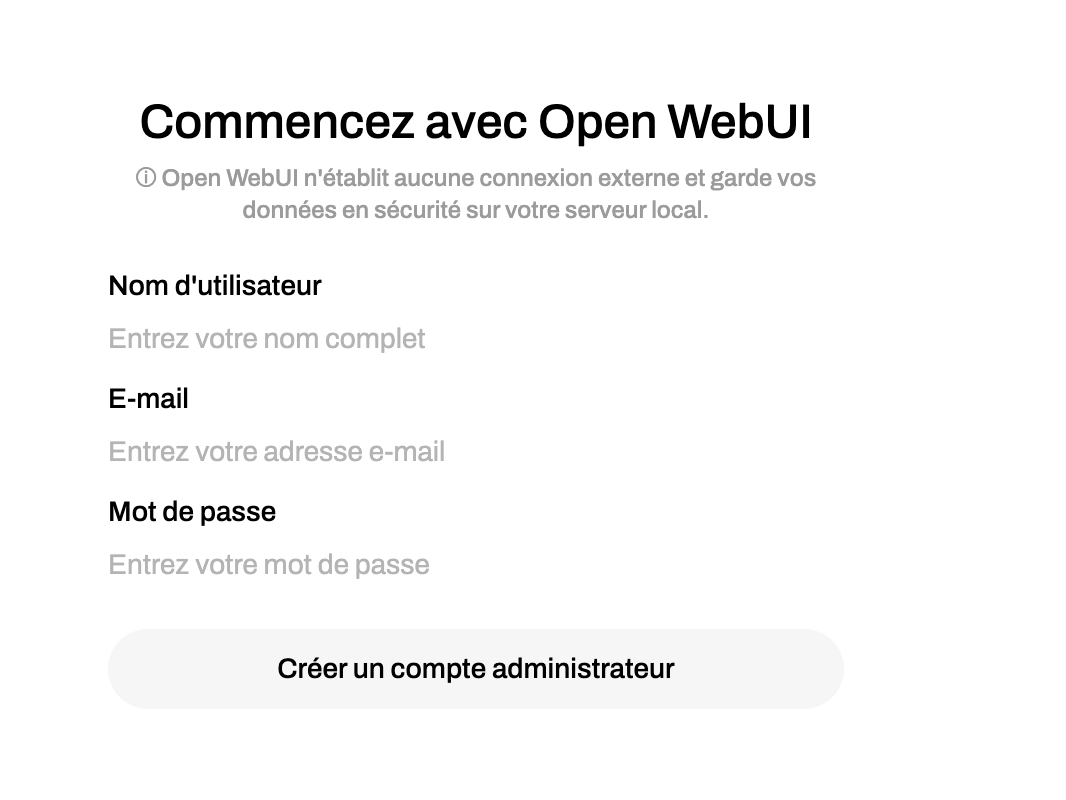 Commencez avec Open WebUI
ⓘ Open WebUI n'établit aucune connexion externe et garde vos
données en sécurité sur votre serveur local.
Nom d'utilisateur
Entrez votre nom complet
E-mail
Entrez votre adresse e-mail
Mot de passe
Entrez votre mot de passe
Créer un compte administrateur